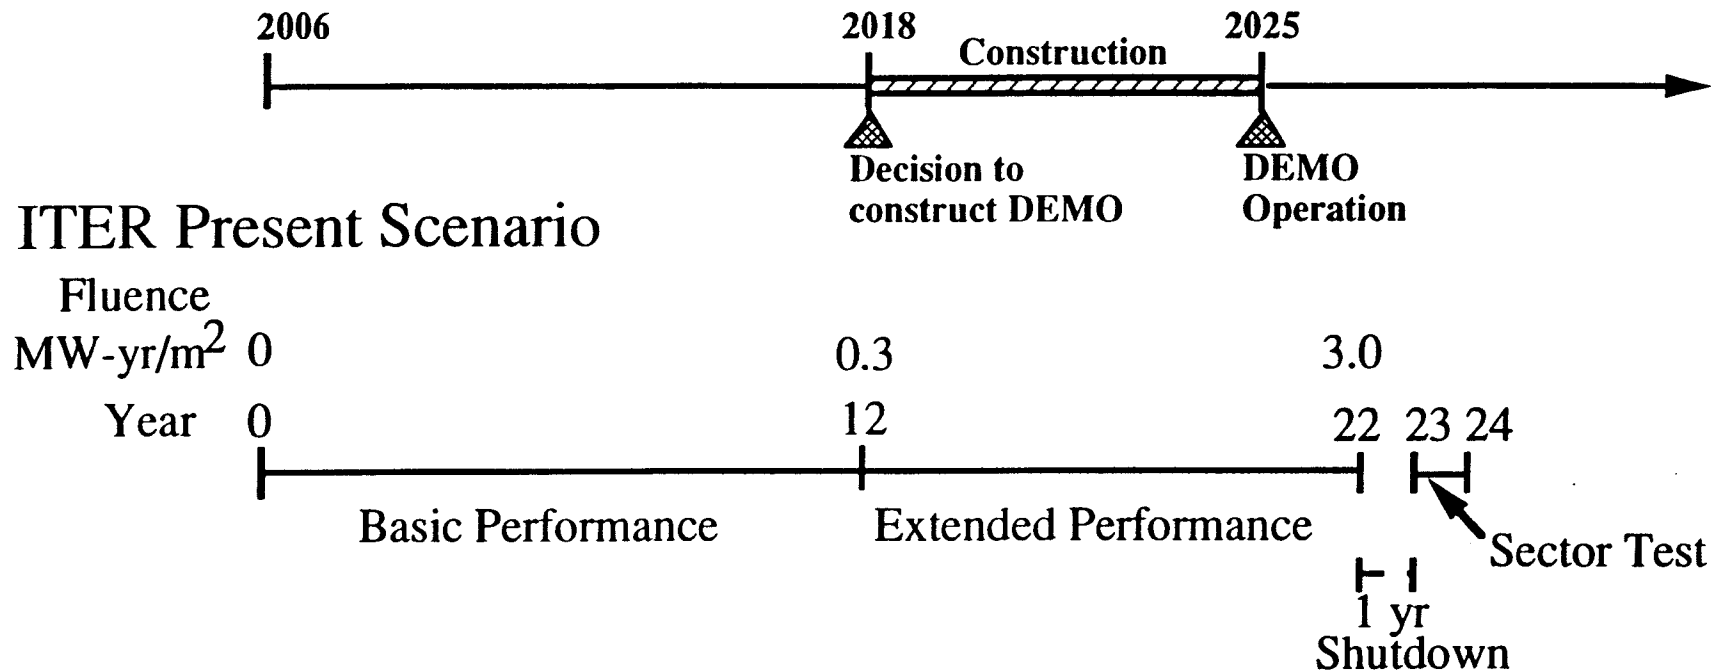 2006
2018
2025
Construction
Decision to
construct DEMO
DEMO
Operation
ITER Present Scenario
Fluence
MW-yr/m² 0 0.3 3.0
Year 0 12 22 23 24
Basic Performance
Extended Performance
Sector Test
1 yr
Shutdown